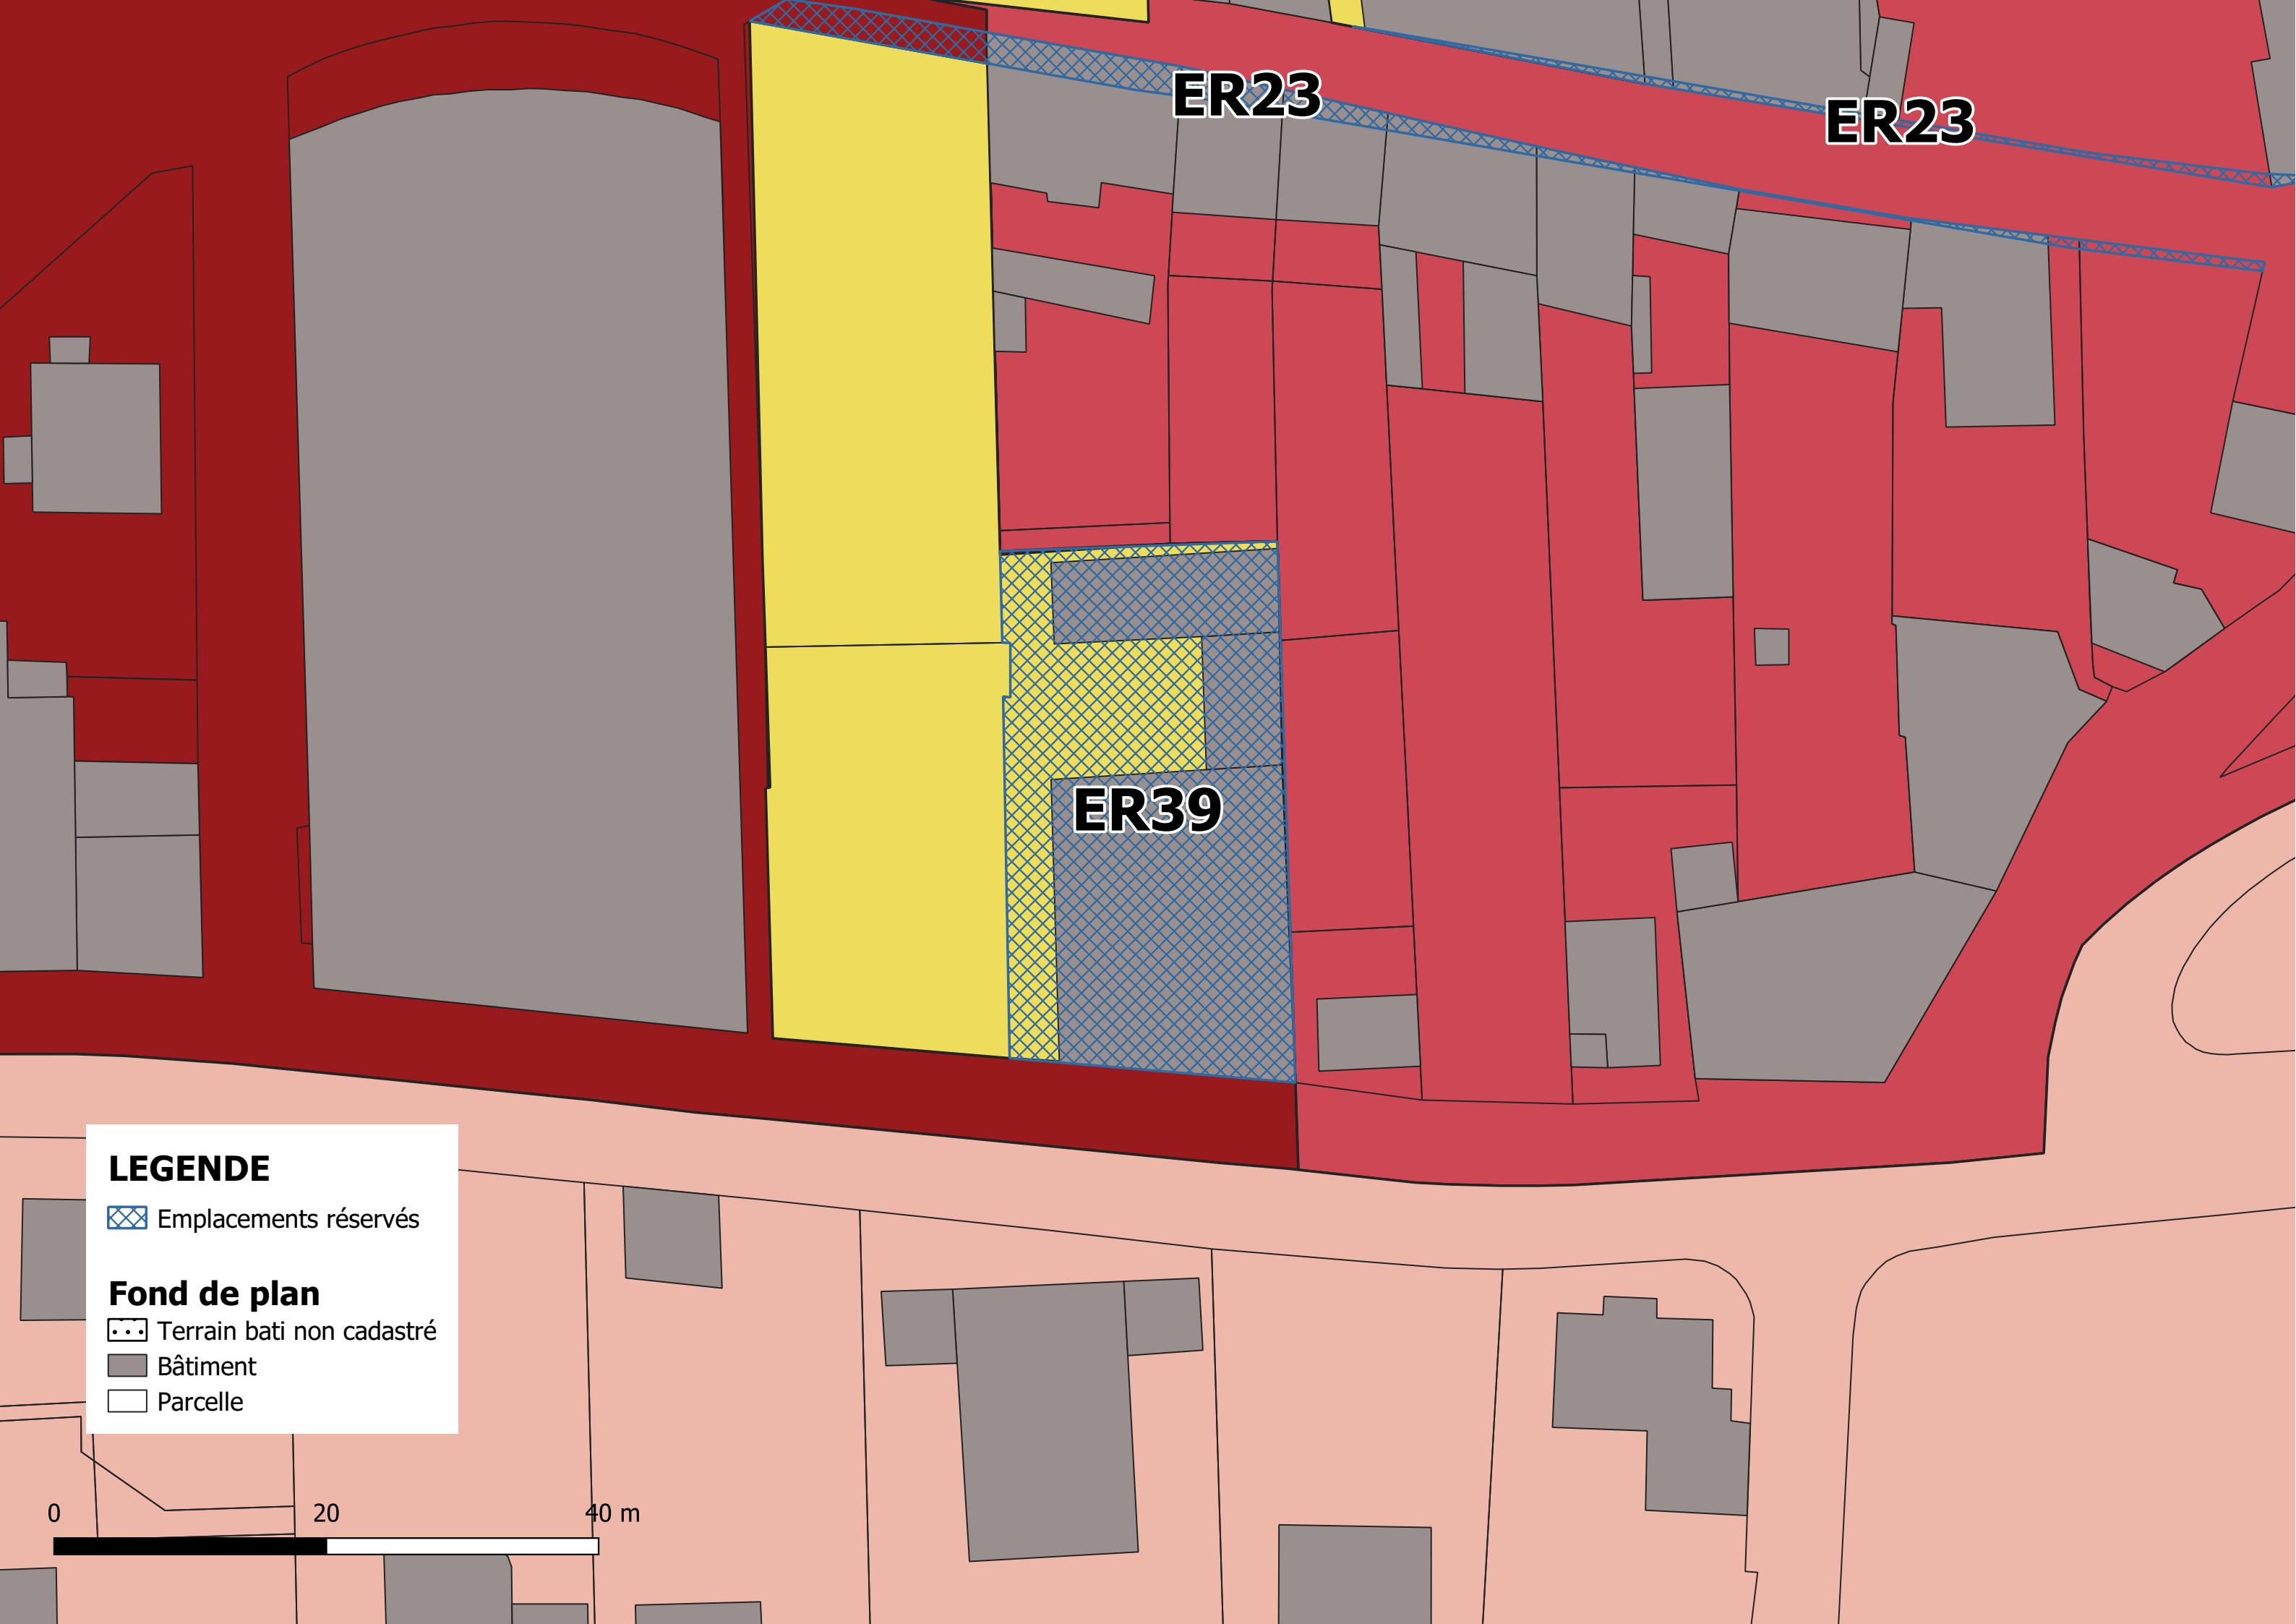 ER23
ER23
ER39
LEGENDE
Emplacements réservés
Fond de plan
Terrain bati non cadastré
Bâtiment
Parcelle
0 20 40 m